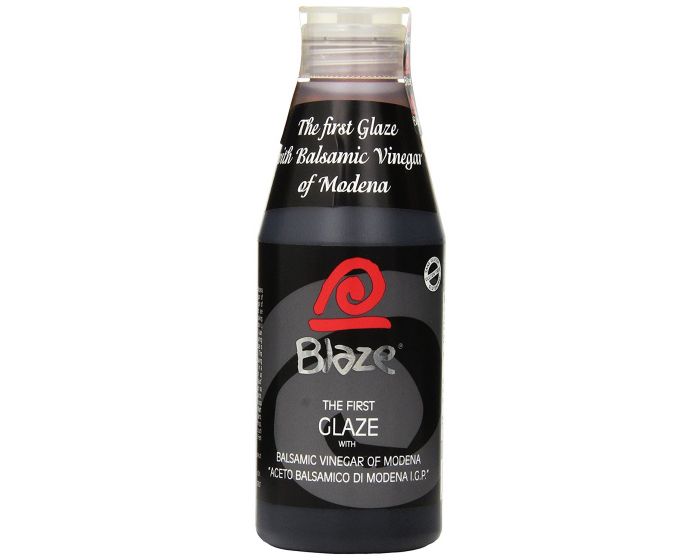 The first Glaze
with Balsamic Vinegar
of Modena
Blaze®
THE FIRST
GLAZE
WITH
BALSAMIC VINEGAR OF MODENA
"ACETO BALSAMICO DI MODENA I.G.P."